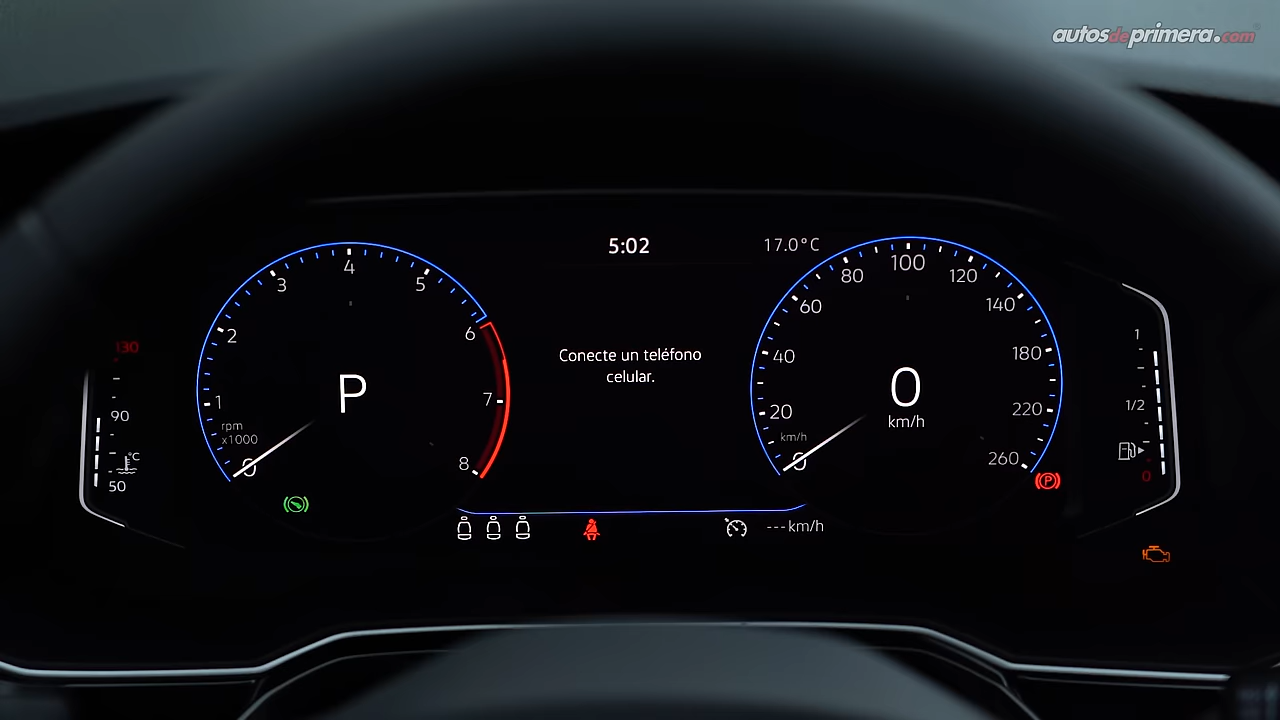 autosdeprimera.com
5:02
17.0°C
Conecte un teléfono
celular.
130
90
°C
50
1
2
3
4
5
6
7
8
0
rpm
x1000
P
0
km/h
20
40
60
80
100
120
140
180
220
260
km/h
0
1
1/2
0
P
--- km/h